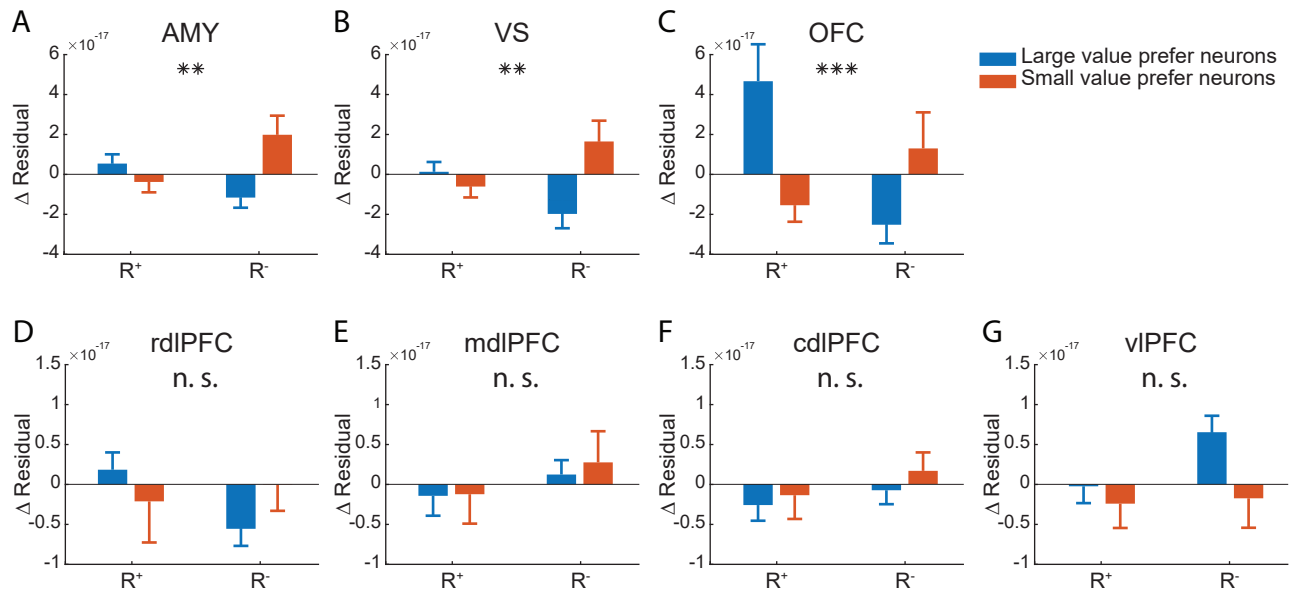 A
AMY
×10⁻¹⁷
**
6
4
2
0
-2
-4
Δ Residual
R⁺ R⁻
B
VS
×10⁻¹⁷
**
6
4
2
0
-2
-4
Δ Residual
R⁺ R⁻
C
OFC
×10⁻¹⁷
***
6
4
2
0
-2
-4
Δ Residual
R⁺ R⁻
Large value prefer neurons
Small value prefer neurons
D
rdlPFC
×10⁻¹⁷
n. s.
1.5
1
0.5
0
-0.5
-1
Δ Residual
R⁺ R⁻
E
mdlPFC
×10⁻¹⁷
n. s.
1.5
1
0.5
0
-0.5
-1
Δ Residual
R⁺ R⁻
F
cdlPFC
×10⁻¹⁷
n. s.
1.5
1
0.5
0
-0.5
-1
Δ Residual
R⁺ R⁻
G
vlPFC
×10⁻¹⁷
n. s.
1.5
1
0.5
0
-0.5
-1
Δ Residual
R⁺ R⁻